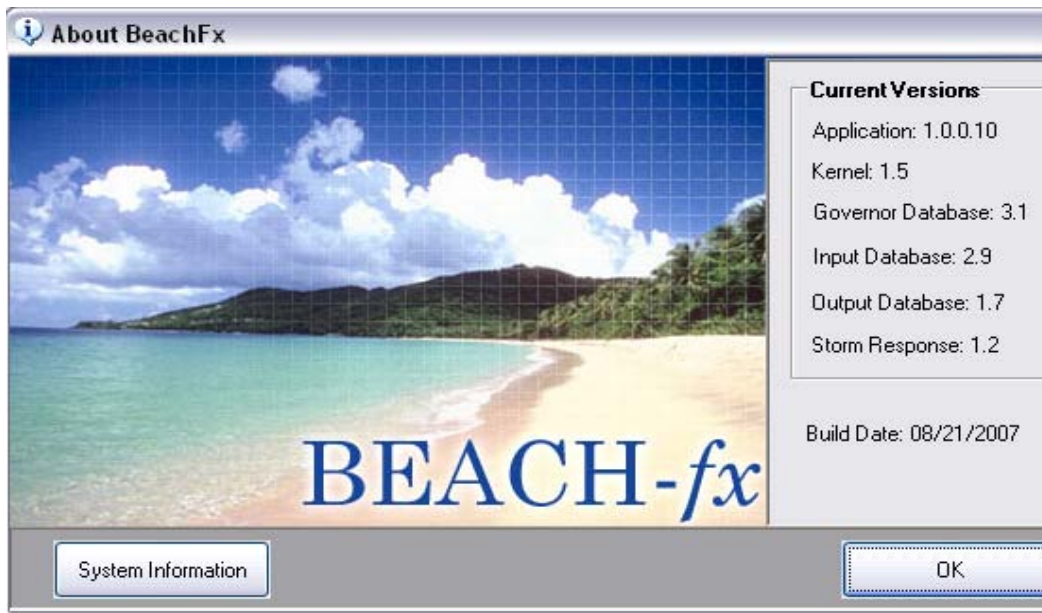 About BeachFx
Current Versions
Application: 1.0.0.10
Kernel: 1.5
Governor Database: 3.1
Input Database: 2.9
Output Database: 1.7
Storm Response: 1.2
Build Date: 08/21/2007
BEACH-fx
System Information
OK